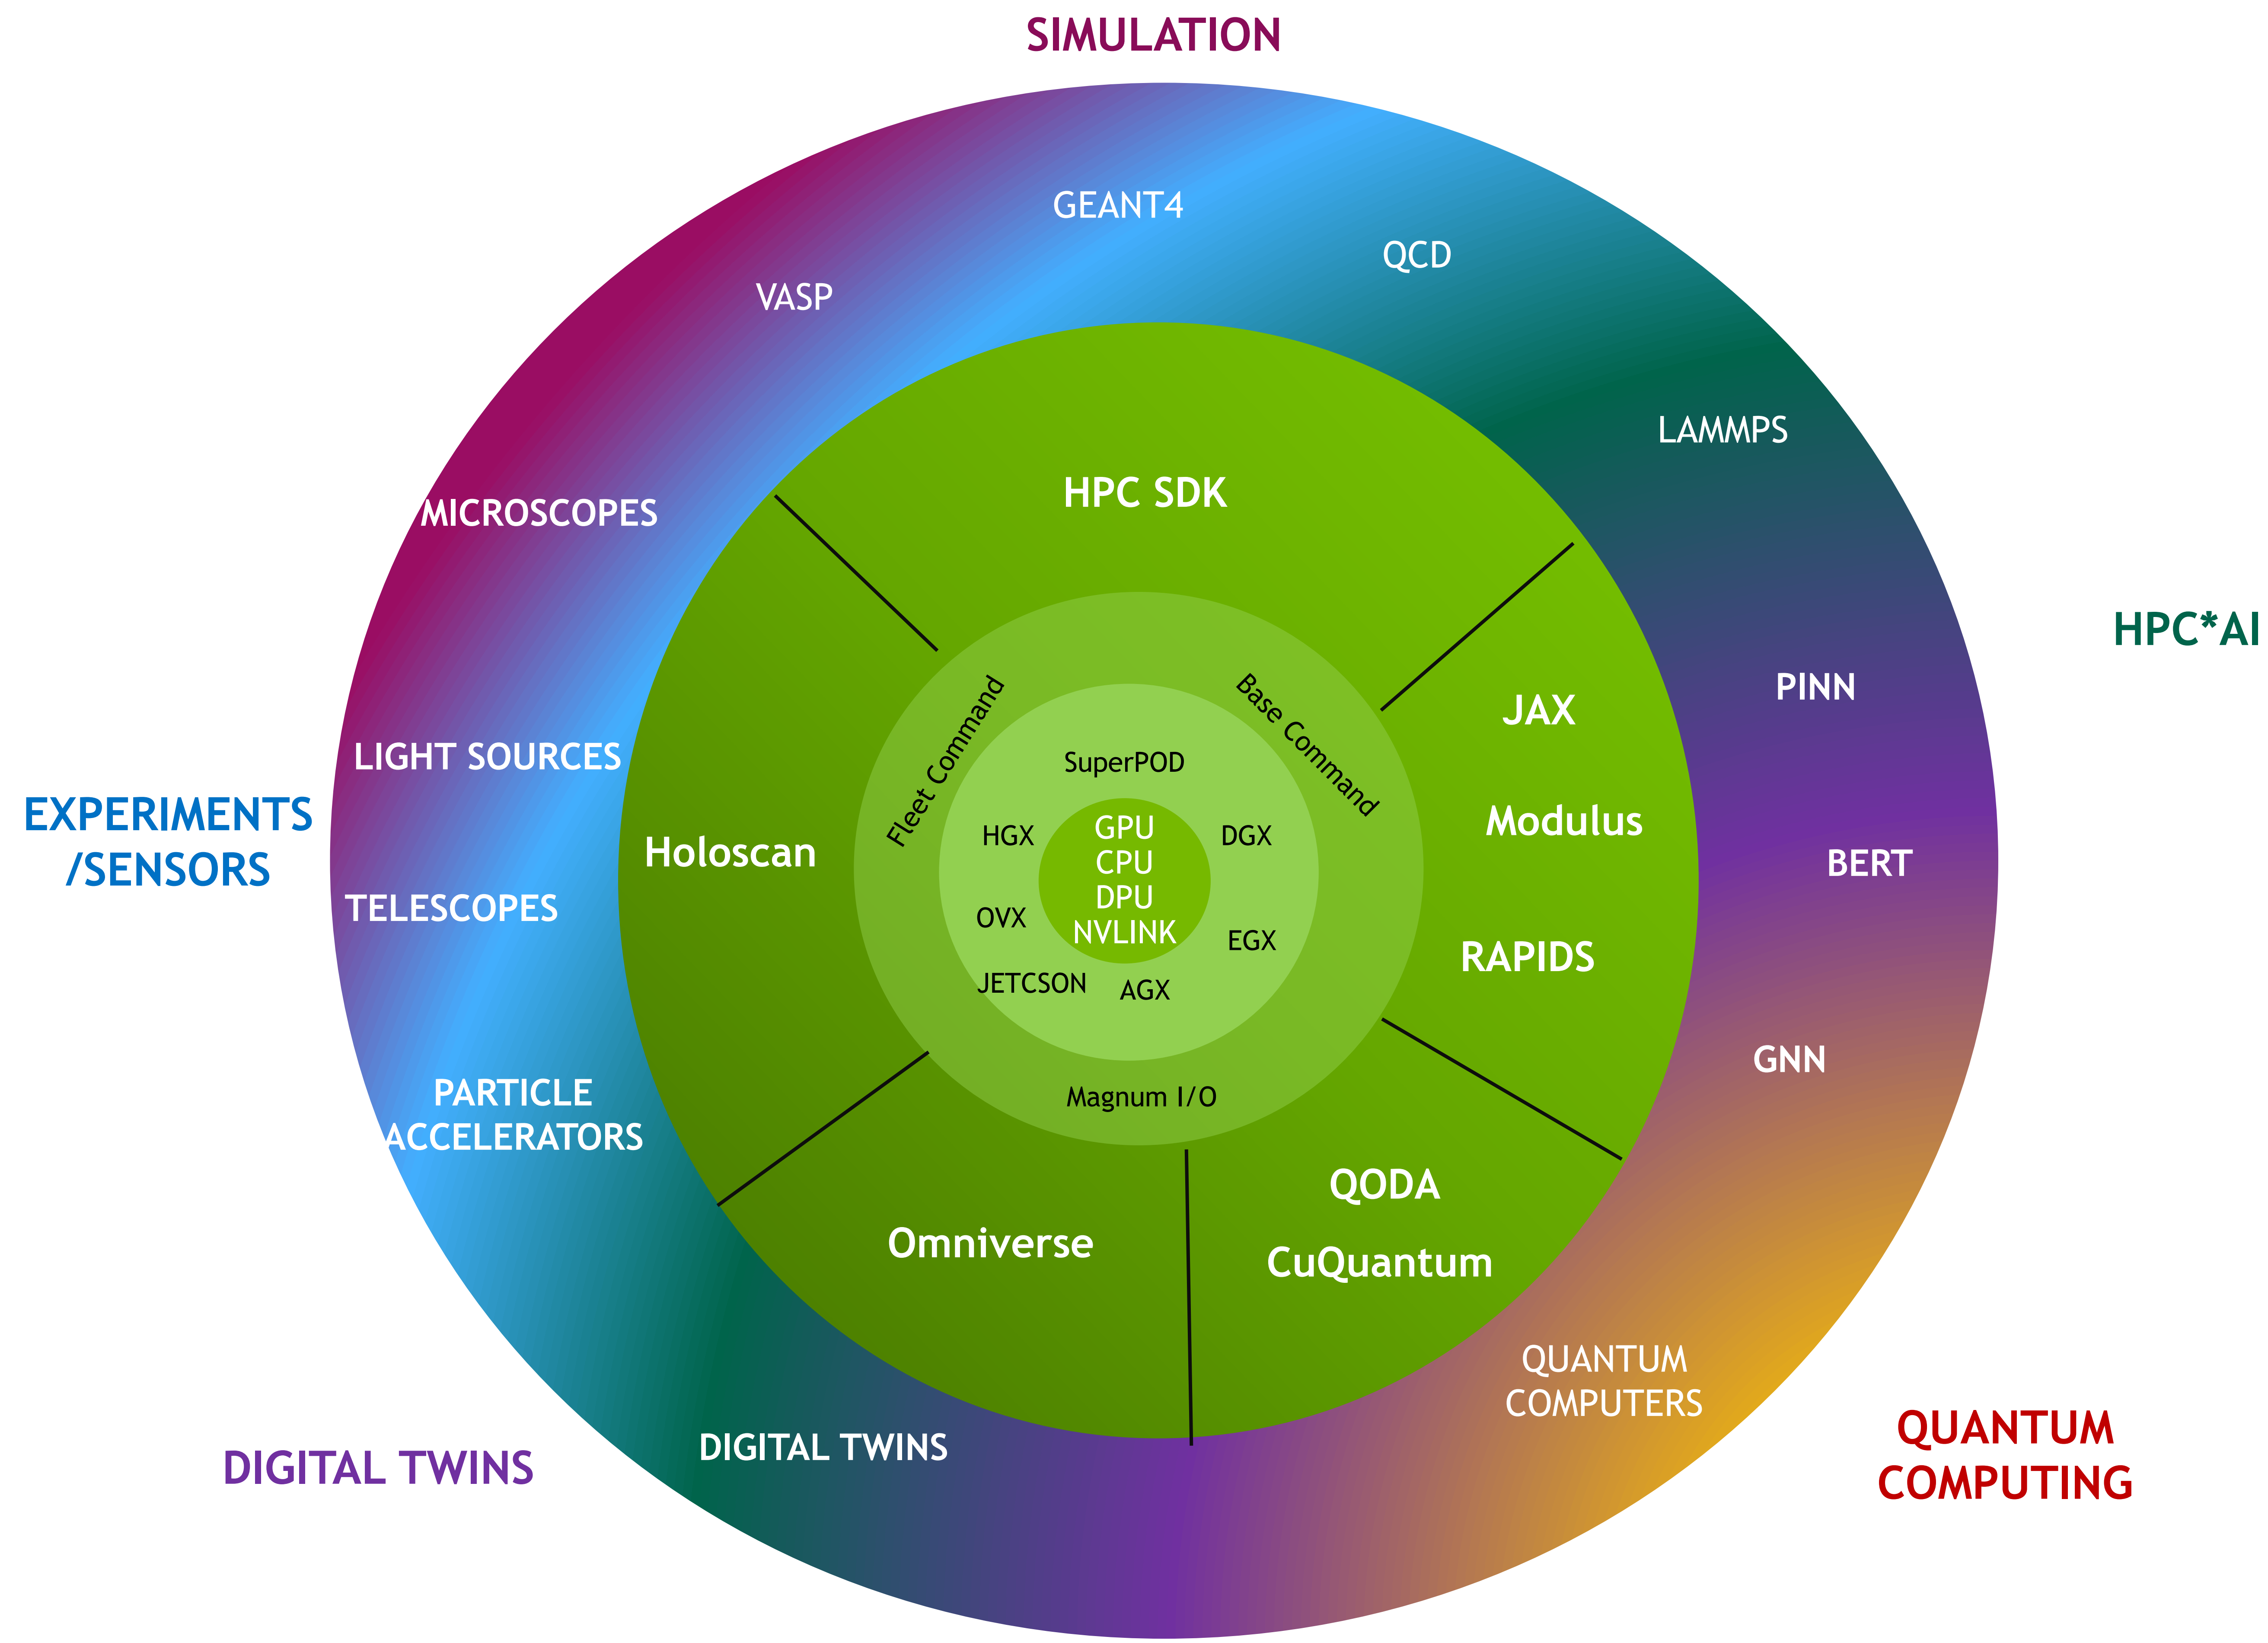 SIMULATION
GEANT4
QCD
VASP
LAMMPS
HPC SDK
MICROSCOPES
HPC*AI
PINN
JAX
Fleet Command
Base Command
SuperPOD
LIGHT SOURCES
EXPERIMENTS
/SENSORS
Modulus
GPU
CPU
DPU
NVLINK
HGX
DGX
Holoscan
BERT
TELESCOPES
OVX
EGX
RAPIDS
JETCSON
AGX
GNN
PARTICLE
ACCELERATORS
Magnum I/O
QODA
CuQuantum
Omniverse
QUANTUM
COMPUTERS
DIGITAL TWINS
DIGITAL TWINS
QUANTUM
COMPUTING